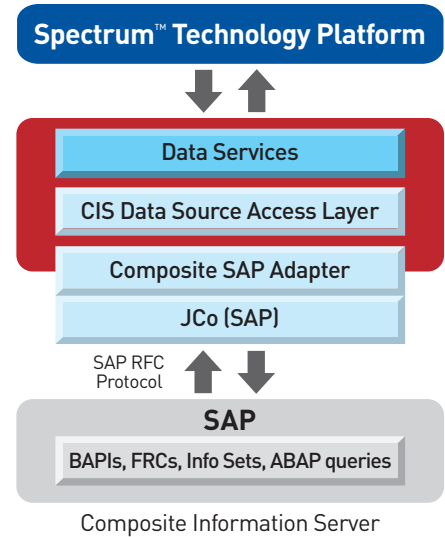 Spectrum™ Technology Platform
Data Services
CIS Data Source Access Layer
Composite SAP Adapter
JCo (SAP)
SAP RFC
Protocol
SAP
BAPIs, FRCs, Info Sets, ABAP queries
Composite Information Server